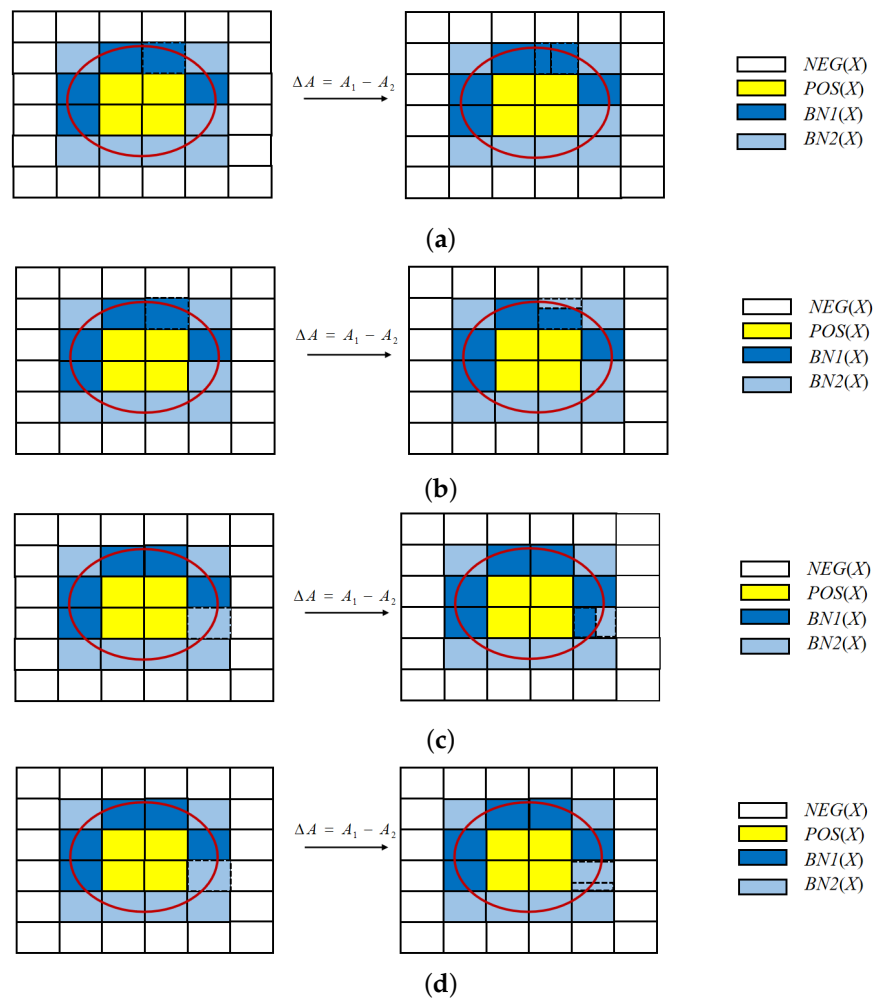 ΔA = A₁ − A₂
NEG(X)
POS(X)
BN1(X)
BN2(X)
(a)
ΔA = A₁ − A₂
NEG(X)
POS(X)
BN1(X)
BN2(X)
(b)
ΔA = A₁ − A₂
NEG(X)
POS(X)
BN1(X)
BN2(X)
(c)
ΔA = A₁ − A₂
NEG(X)
POS(X)
BN1(X)
BN2(X)
(d)